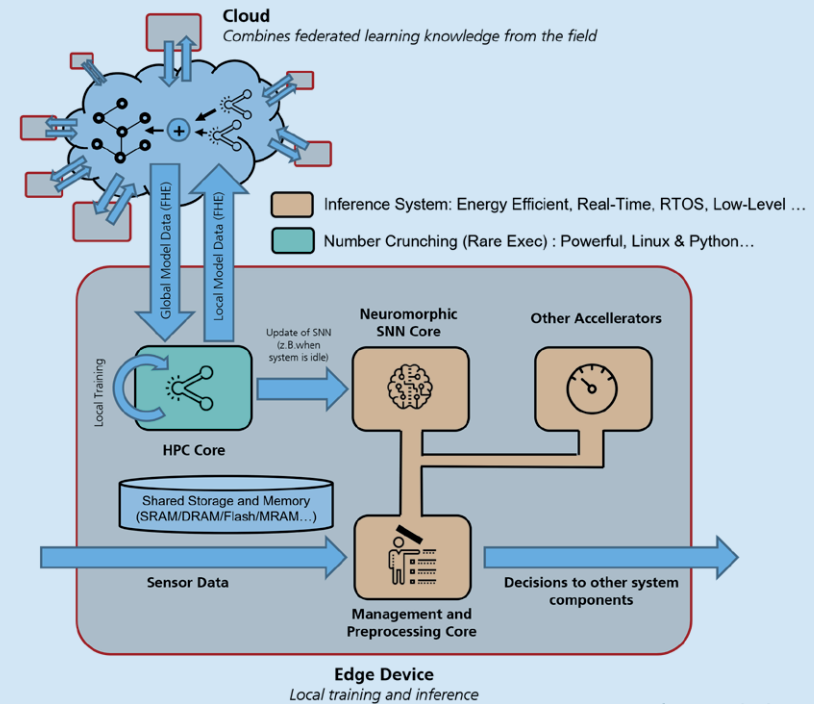 Cloud
Combines federated learning knowledge from the field
Global Model Data (FHE)
Local Model Data (FHE)
Inference System: Energy Efficient, Real-Time, RTOS, Low-Level ...
Number Crunching (Rare Exec) : Powerful, Linux & Python...
Neuromorphic
SNN Core
Other Accellerators
Update of SNN
(z.B.when
system is idle)
Local Training
HPC Core
Shared Storage and Memory
(SRAM/DRAM/Flash/MRAM...)
Sensor Data
Decisions to other system
components
Management and
Preprocessing Core
Edge Device
Local training and inference